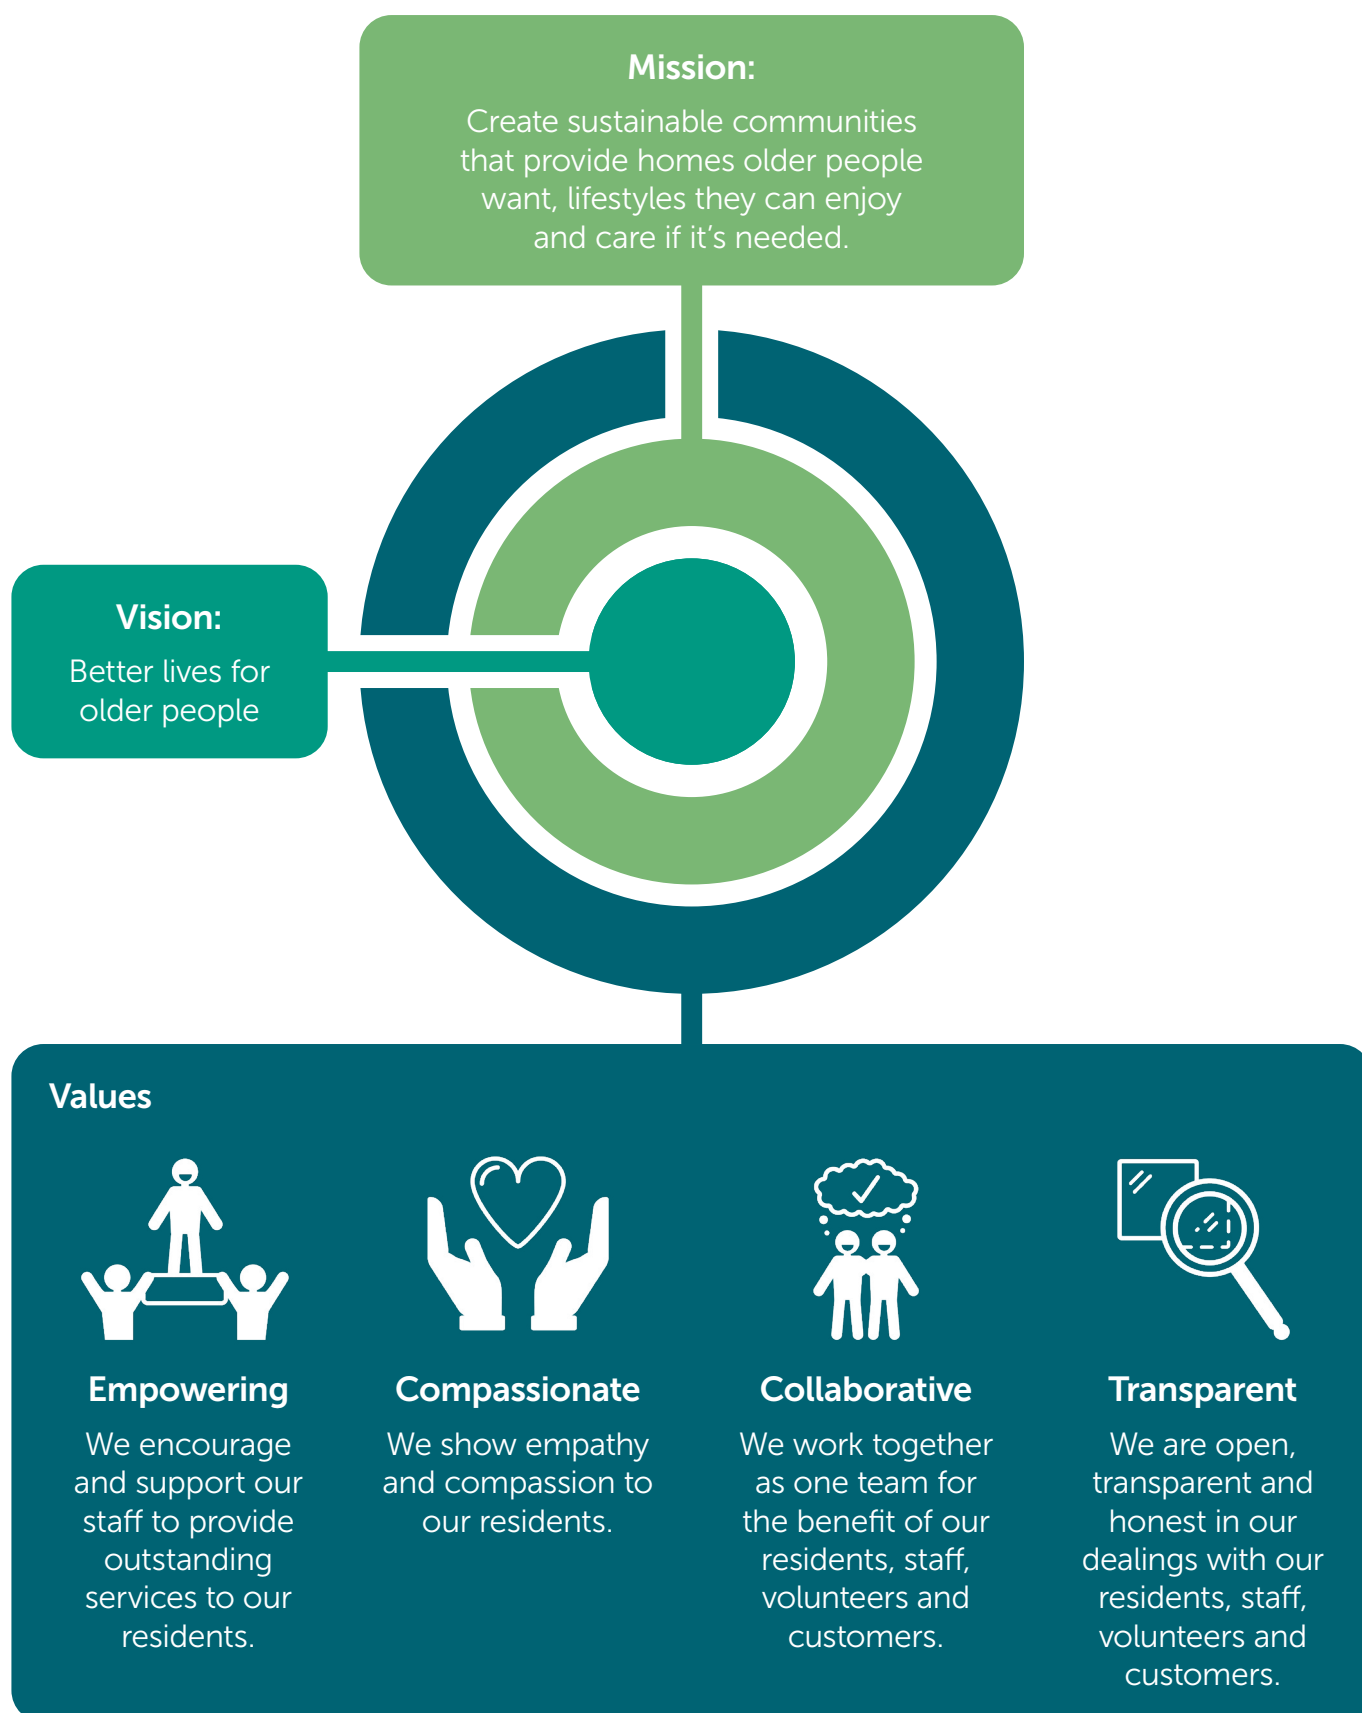 Mission:
Create sustainable communities
that provide homes older people
want, lifestyles they can enjoy
and care if it’s needed.
Vision:
Better lives for
older people
Values
Empowering
We encourage
and support our
staff to provide
outstanding
services to our
residents.
Compassionate
We show empathy
and compassion to
our residents.
Collaborative
We work together
as one team for
the benefit of our
residents, staff,
volunteers and
customers.
Transparent
We are open,
transparent and
honest in our
dealings with our
residents, staff,
volunteers and
customers.